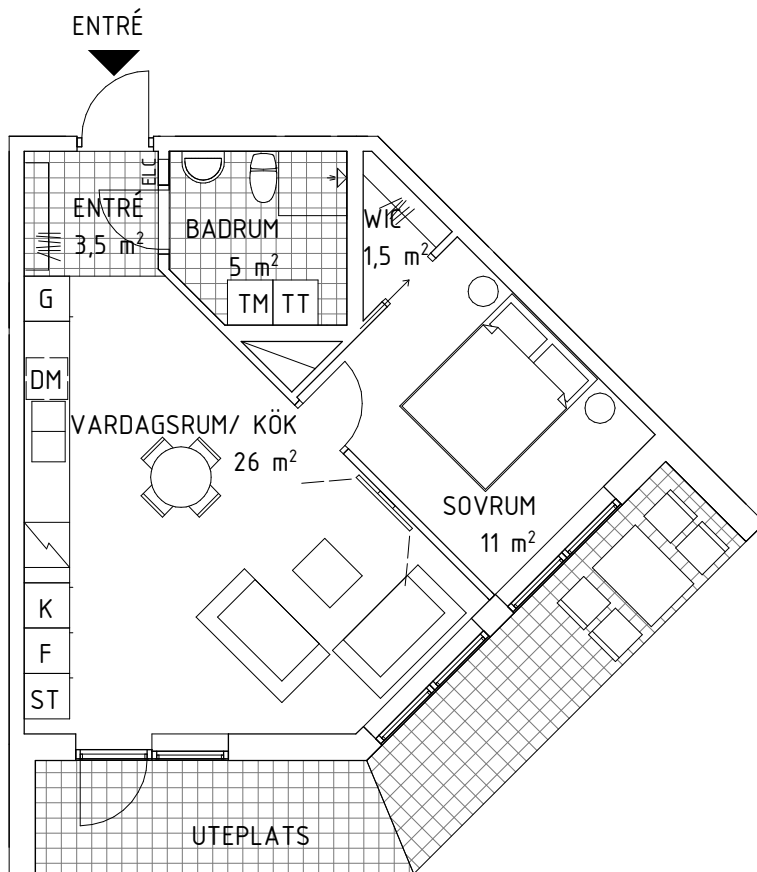 ENTRÉ
ELC
ENTRÉ
3,5 m²
BADRUM
5 m²
WIC
1,5 m²
TM TT
G
DM
VARDAGSRUM/ KÖK
26 m²
SOVRUM
11 m²
K
F
ST
UTEPLATS